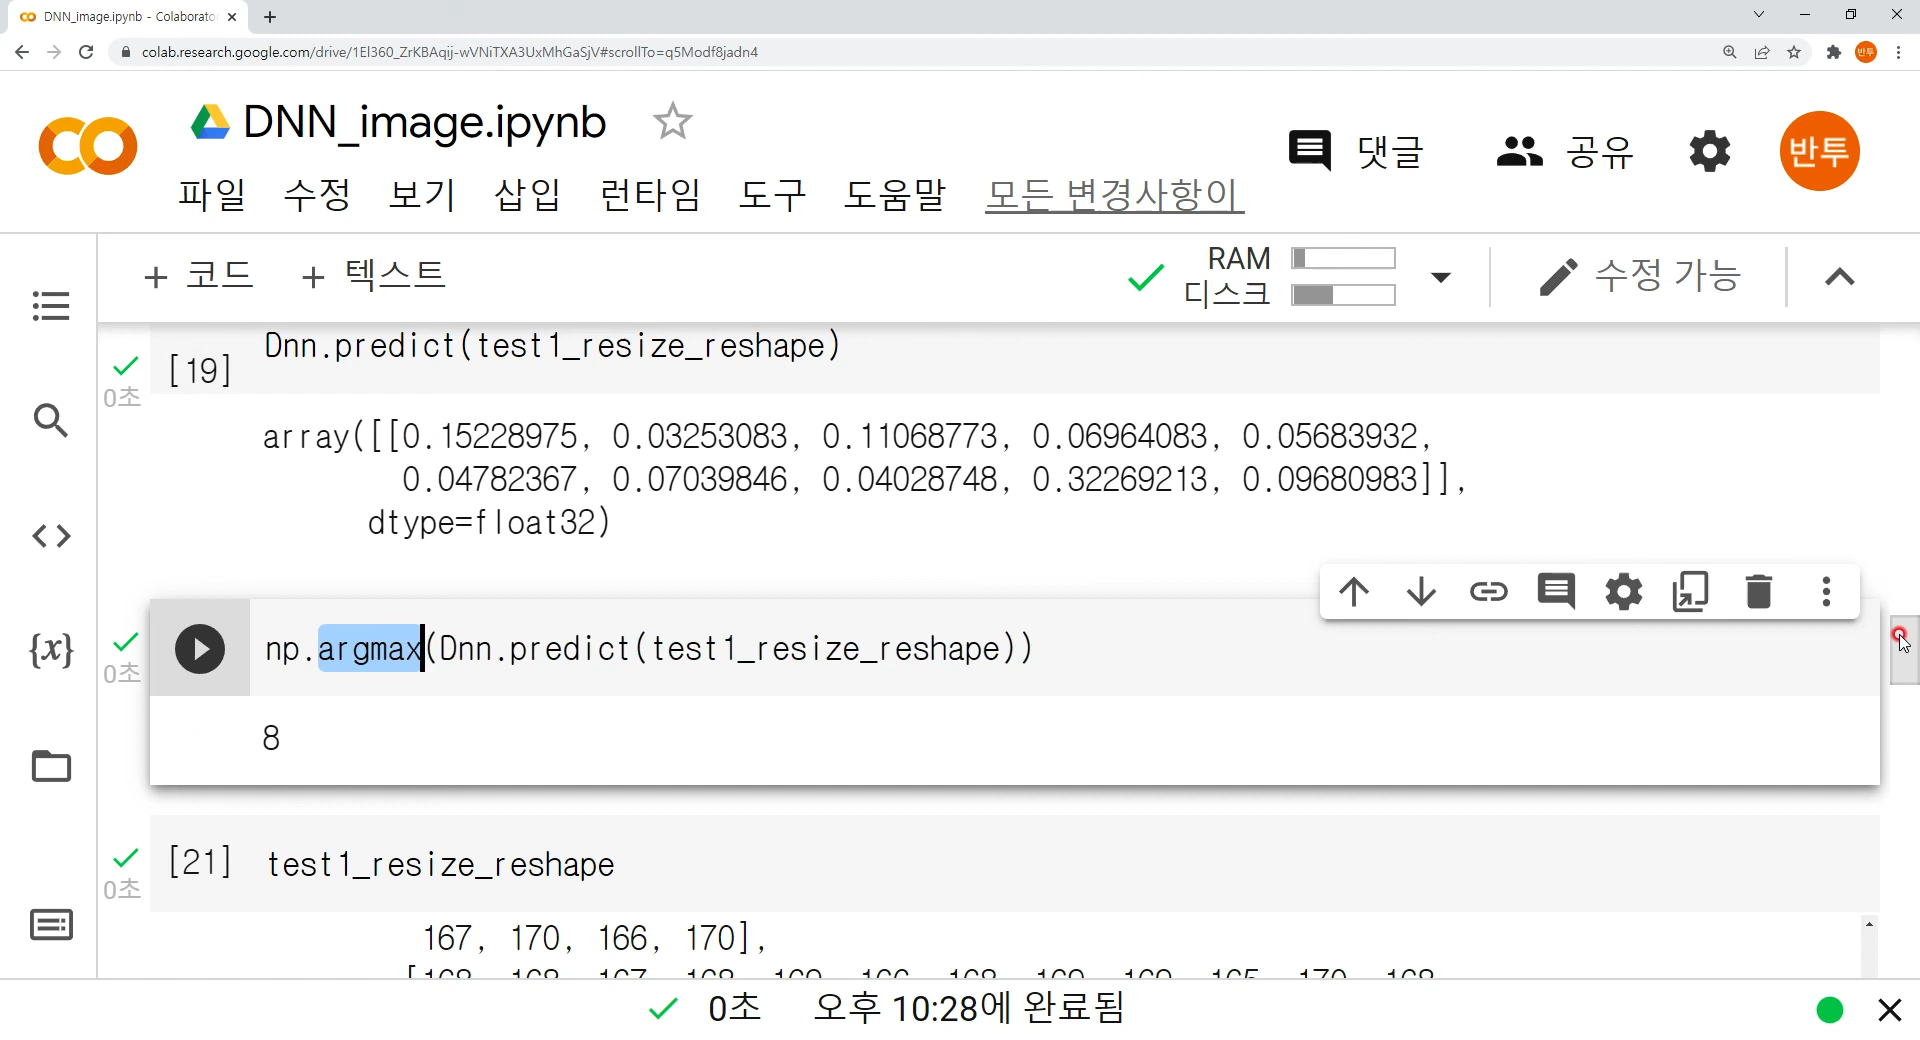 DNN_image.ipynb - Colaborator
colab.research.google.com/drive/1El360_ZrKBAqij-wVNiTXA3UxMhGaSjV#scrollTo=q5Modf8jadn4
반투
DNN_image.ipynb
댓글
공유
반투
파일 수정 보기 삽입 런타임 도구 도움말 모든 변경사항이
+ 코드 + 텍스트
RAM
디스크
수정 가능
Dnn.predict(test1_resize_reshape)
[19]
0초
array([[0.15228975, 0.03253083, 0.11068773, 0.06964083, 0.05683932,
0.04782367, 0.07039846, 0.04028748, 0.32269213, 0.09680983]],
dtype=float32)
{x}
np.argmax(Dnn.predict(test1_resize_reshape))
0초
8
[21] test1_resize_reshape
0초
167, 170, 166, 170],
0초 오후 10:28에 완료됨